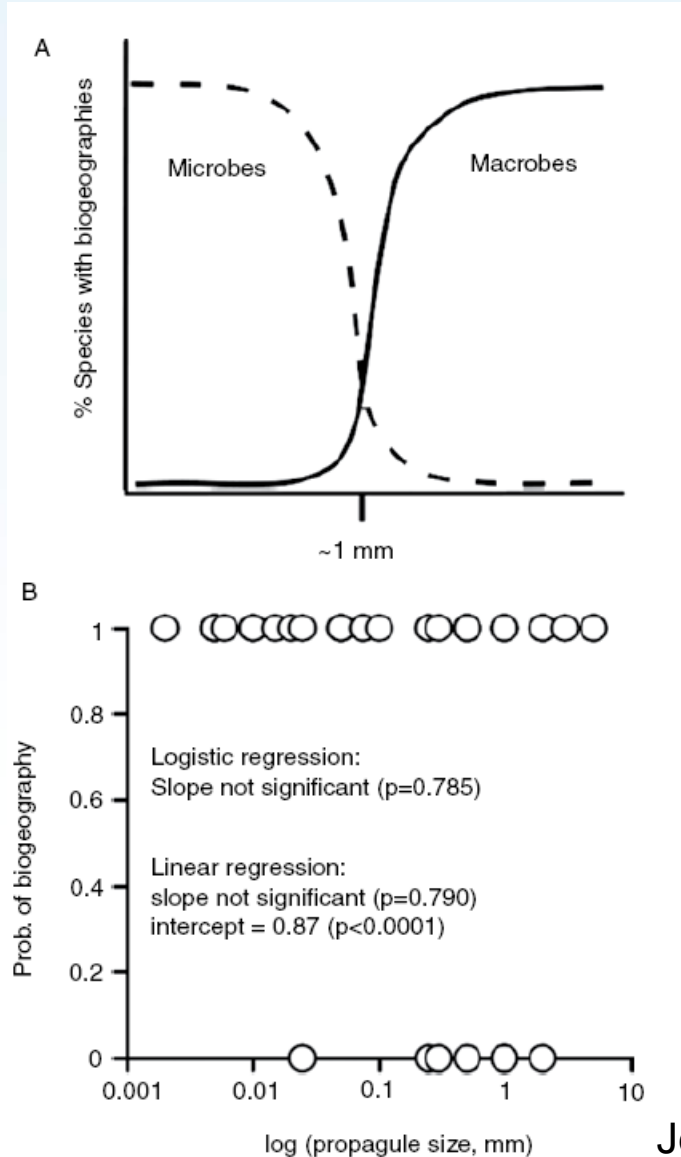 A
% Species with biogeographies
Microbes
Macrobes
~1 mm
B
Prob. of biogeography
1
0.8
0.6
0.4
0.2
0
Logistic regression:
Slope not significant (p=0.785)
Linear regression:
slope not significant (p=0.790)
intercept = 0.87 (p<0.0001)
0.001 0.01 0.1 1 10
log (propagule size, mm)